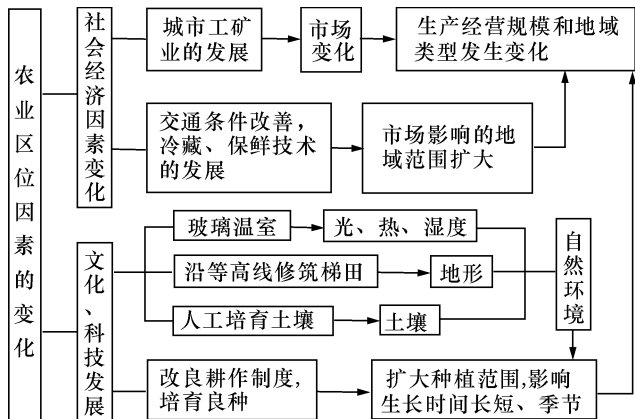 农业区位因素的变化
社会经济因素变化
城市工矿
业的发展
市场
变化
生产经营规模和地域
类型发生变化
交通条件改善，
冷藏、保鲜技术
的发展
市场影响的地
域范围扩大
文化、科技发展
玻璃温室
光、热、湿度
沿等高线修筑梯田
地形
人工培育土壤
土壤
自然环境
改良耕作制度，
培育良种
扩大种植范围，影响
生长时间长短、季节